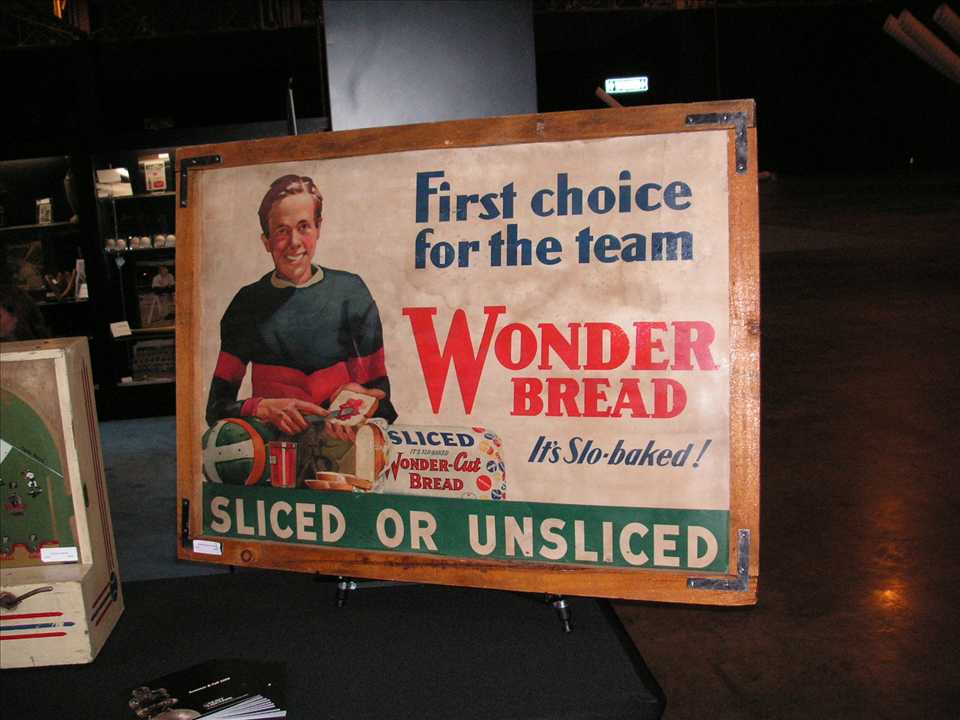 First choice
for the team
WONDER
BREAD
It's Slo-baked!
SLICED
IT'S SLO-BAKED
WONDER-Cut
BREAD
SLICED OR UNSLICED